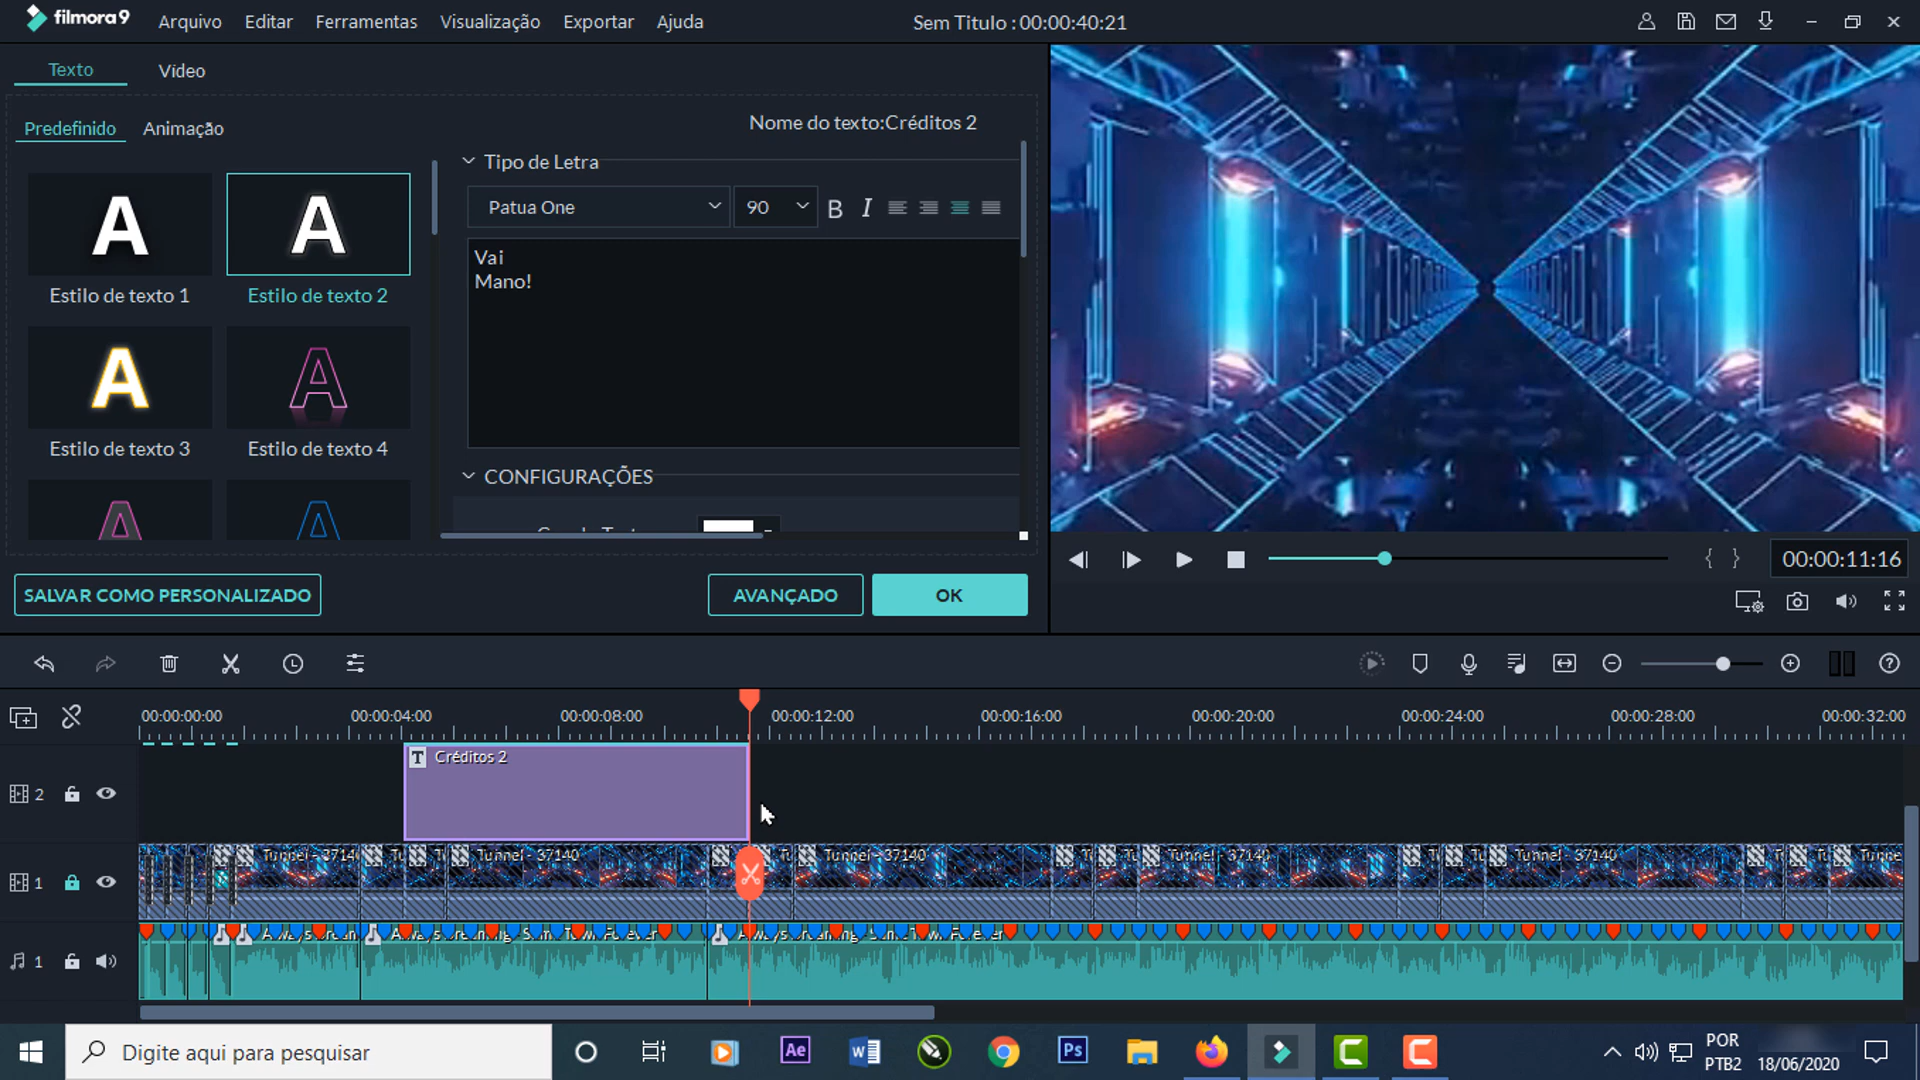 filmora9 Arquivo Editar Ferramentas Visualização Exportar Ajuda Sem Titulo : 00:00:40:21
Texto Vídeo
Predefinido Animação
Nome do texto:Créditos 2
Tipo de Letra
Patua One 90 B I
Vai
Mano!
A A
Estilo de texto 1 Estilo de texto 2
A A
Estilo de texto 3 Estilo de texto 4
A A
CONFIGURAÇÕES
SALVAR COMO PERSONALIZADO AVANÇADO OK
00:00:11:16
00:00:00:00 00:00:04:00 00:00:08:00 00:00:12:00 00:00:16:00 00:00:20:00 00:00:24:00 00:00:28:00 00:00:32:00
T Créditos 2
2
Tunnel - 37140 Tunnel - 37140 Tunnel - 37140 Tunnel - 37140 Tunnel - 37140
1
1
Digite aqui para pesquisar
Ae Ps
POR
PTB2
18/06/2020